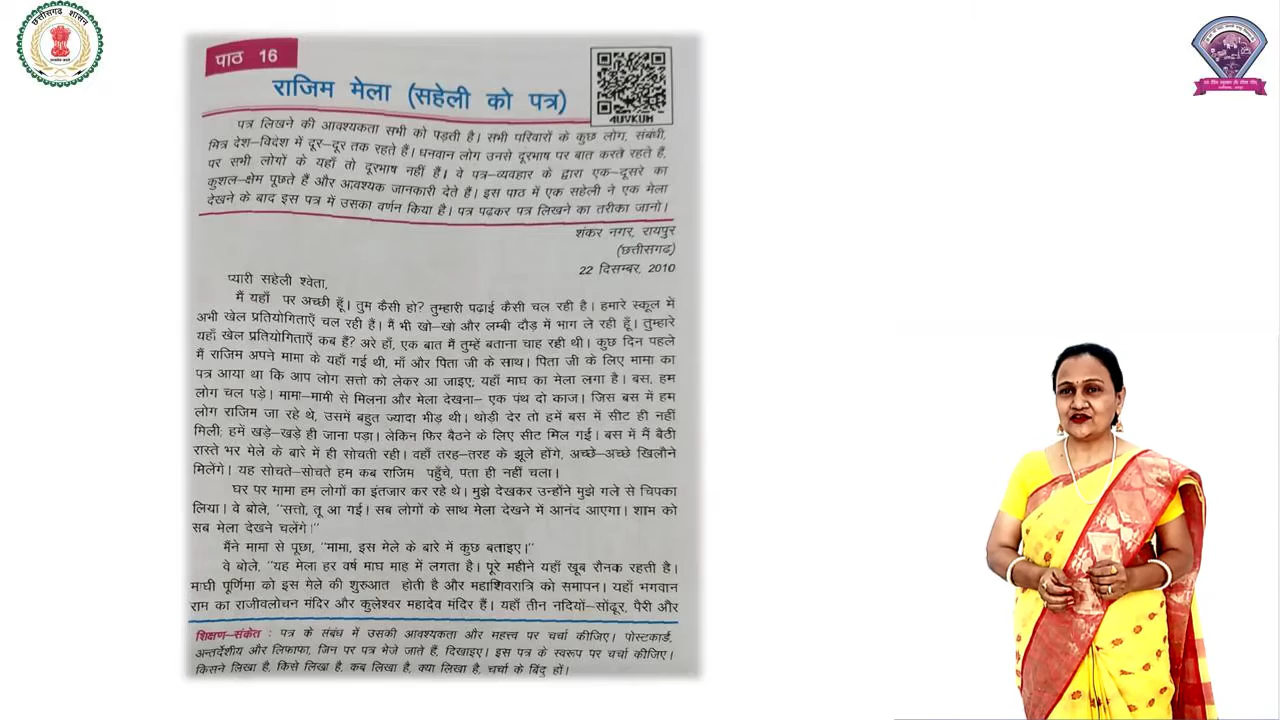 छत्तीसगढ़ शासन
पाठ 16
राजिम मेला (सहेली को पत्र)
4UVKUH
पत्र लिखने की आवश्यकता सभी को पड़ती है। सभी परिवारों के कुछ लोग, संबंधी,
मित्र देश–विदेश में दूर–दूर तक रहते हैं। धनवान लोग उनसे दूरभाष पर बात करते रहते हैं,
पर सभी लोगों के यहाँ तो दूरभाष नहीं हैं। वे पत्र–व्यवहार के द्वारा एक–दूसरे का
कुशल–क्षेम पूछते हैं और आवश्यक जानकारी देते हैं। इस पाठ में एक सहेली ने एक मेला
देखने के बाद इस पत्र में उसका वर्णन किया है। पत्र पढ़कर पत्र लिखने का तरीका जानो।
शंकर नगर, रायपुर
(छत्तीसगढ़)
22 दिसम्बर, 2010
प्यारी सहेली श्वेता,
मैं यहाँ पर अच्छी हूँ। तुम कैसी हो? तुम्हारी पढाई कैसी चल रही है। हमारे स्कूल में
अभी खेल प्रतियोगिताएँ चल रही हैं। मैं भी खो–खो और लम्बी दौड़ में भाग ले रही हूँ। तुम्हारे
यहाँ खेल प्रतियोगिताएँ कब हैं? अरे हाँ, एक बात मैं तुम्हें बताना चाह रही थी। कुछ दिन पहले
मैं राजिम अपने मामा के यहाँ गई थी, माँ और पिता जी के साथ। पिता जी के लिए मामा का
पत्र आया था कि आप लोग सत्तो को लेकर आ जाइए; यहाँ माघ का मेला लगा है। बस, हम
लोग चल पड़े। मामा–मामी से मिलना और मेला देखना– एक पंथ दो काज। जिस बस में हम
लोग राजिम जा रहे थे, उसमें बहुत ज्यादा भीड़ थी। थोड़ी देर तो हमें बस में सीट ही नहीं
मिली; हमें खड़े–खड़े ही जाना पड़ा। लेकिन फिर बैठने के लिए सीट मिल गई। बस में मैं बैठी
रास्ते भर मेले के बारे में ही सोचती रही। वहाँ तरह–तरह के झूले होंगे, अच्छे–अच्छे खिलौने
मिलेंगे। यह सोचते–सोचते हम कब राजिम पहुँचे, पता ही नहीं चला।
घर पर मामा हम लोगों का इंतजार कर रहे थे। मुझे देखकर उन्होंने मुझे गले से चिपका
लिया। वे बोले, "सत्तो, तू आ गई। सब लोगों के साथ मेला देखने में आनंद आएगा। शाम को
सब मेला देखने चलेंगे।"
मैंने मामा से पूछा, "मामा, इस मेले के बारे में कुछ बताइए।"
वे बोले, "यह मेला हर वर्ष माघ माह में लगता है। पूरे महीने यहाँ खूब रौनक रहती है।
माघी पूर्णिमा को इस मेले की शुरुआत होती है और महाशिवरात्रि को समापन। यहाँ भगवान
राम का राजीवलोचन मंदिर और कुलेश्वर महादेव मंदिर हैं। यहाँ तीन नदियों–सोंढूर, पैरी और
शिक्षण–संकेत : पत्र के संबंध में उसकी आवश्यकता और महत्त्व पर चर्चा कीजिए। पोस्टकार्ड,
अन्तर्देशीय और लिफाफा, जिन पर पत्र भेजे जाते हैं, दिखाइए। इस पत्र के स्वरूप पर चर्चा कीजिए।
किसने लिखा है, किसे लिखा है, कब लिखा है, क्या लिखा है, चर्चा के बिंदु हों।